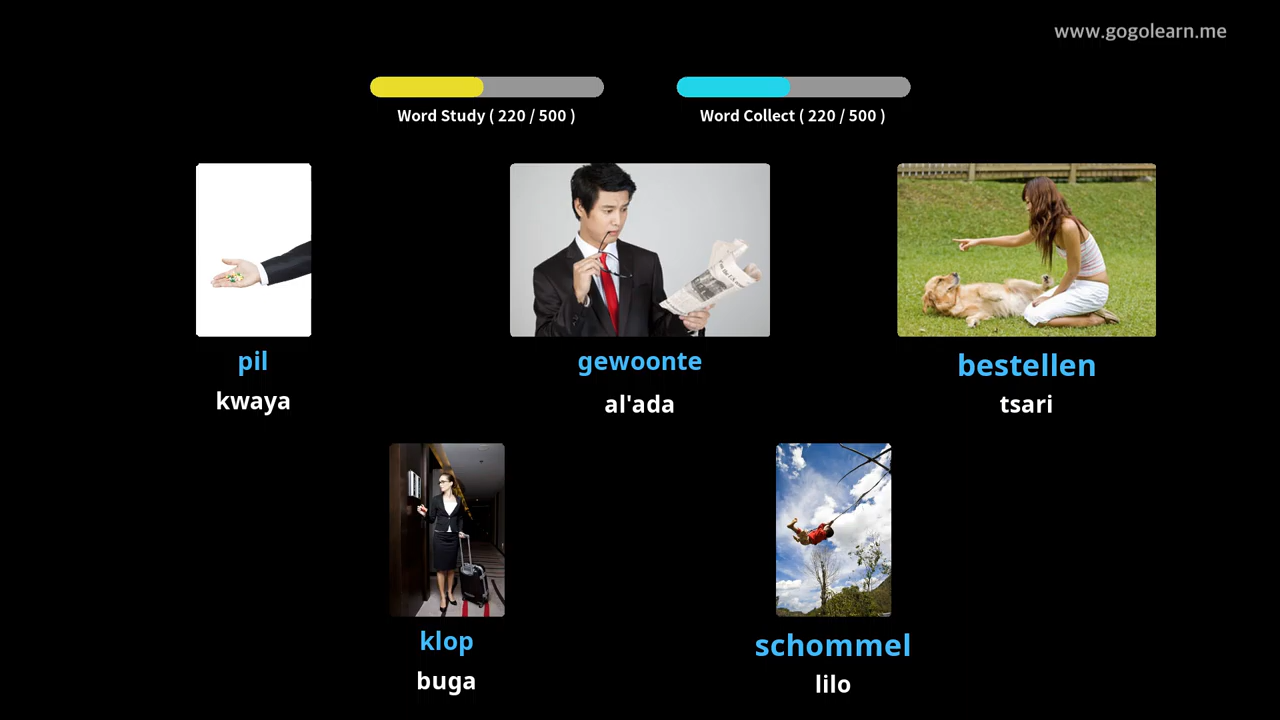 www.gogolearn.me
Word Study ( 220 / 500 )
Word Collect ( 220 / 500 )
pil
gewoonte
bestellen
kwaya
al'ada
tsari
klop
schommel
buga
lilo